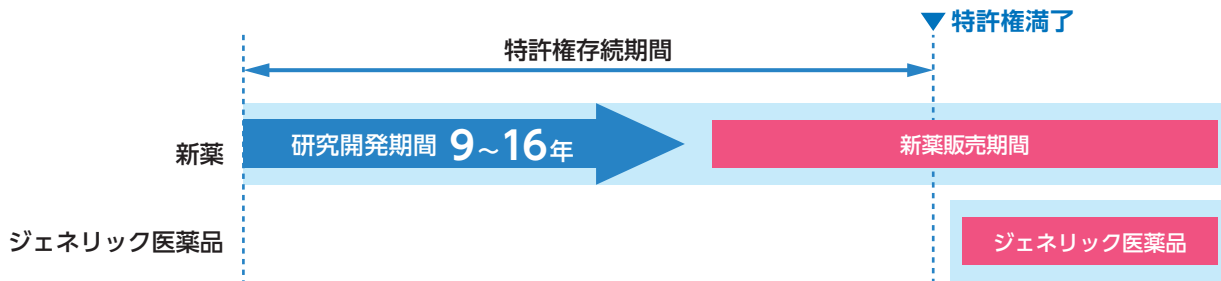 ▼特許権満了
特許権存続期間
新薬
研究開発期間 9～16年
新薬販売期間
ジェネリック医薬品
ジェネリック医薬品